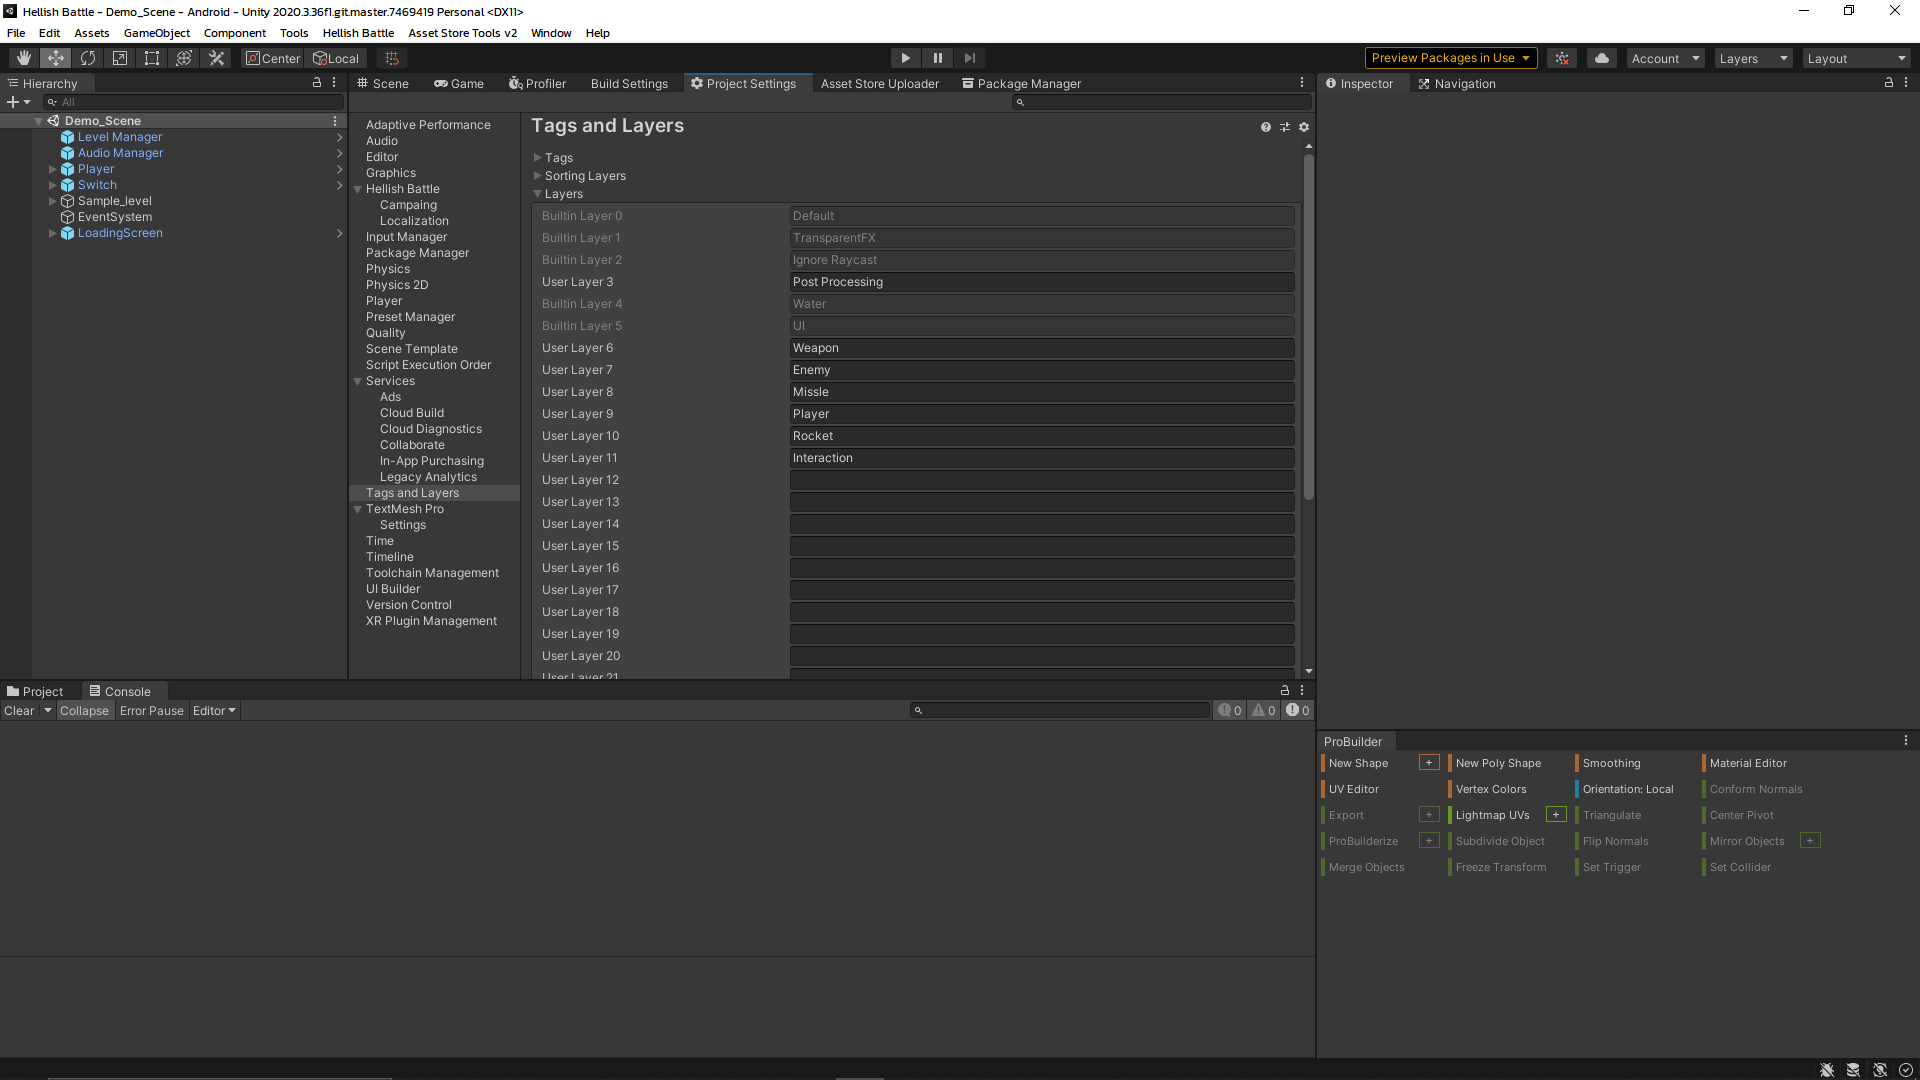 Hellish Battle - Demo_Scene - Android - Unity 2020.3.36f1.git.master.7469419 Personal <DX11>
File Edit Assets GameObject Component Tools Hellish Battle Asset Store Tools v2 Window Help
Center Local
Preview Packages in Use
Account
Layers
Layout
Hierarchy
All
Demo_Scene
Level Manager
Audio Manager
Player
Switch
Sample_level
EventSystem
LoadingScreen
Scene Game Profiler Build Settings Project Settings Asset Store Uploader Package Manager
Adaptive Performance
Audio
Editor
Graphics
Hellish Battle
Campaing
Localization
Input Manager
Package Manager
Physics
Physics 2D
Player
Preset Manager
Quality
Scene Template
Script Execution Order
Services
Ads
Cloud Build
Cloud Diagnostics
Collaborate
In-App Purchasing
Legacy Analytics
Tags and Layers
TextMesh Pro
Settings
Time
Timeline
Toolchain Management
UI Builder
Version Control
XR Plugin Management
Tags and Layers
Tags
Sorting Layers
Layers
Builtin Layer 0 Default
Builtin Layer 1 TransparentFX
Builtin Layer 2 Ignore Raycast
User Layer 3 Post Processing
Builtin Layer 4 Water
Builtin Layer 5 UI
User Layer 6 Weapon
User Layer 7 Enemy
User Layer 8 Missle
User Layer 9 Player
User Layer 10 Rocket
User Layer 11 Interaction
User Layer 12
User Layer 13
User Layer 14
User Layer 15
User Layer 16
User Layer 17
User Layer 18
User Layer 19
User Layer 20
User Layer 21
Inspector Navigation
Project Console
Clear Collapse Error Pause Editor
0 0 0
ProBuilder
New Shape + New Poly Shape Smoothing Material Editor
UV Editor Vertex Colors Orientation: Local Conform Normals
Export + Lightmap UVs + Triangulate Center Pivot
ProBuilderize + Subdivide Object Flip Normals Mirror Objects +
Merge Objects Freeze Transform Set Trigger Set Collider